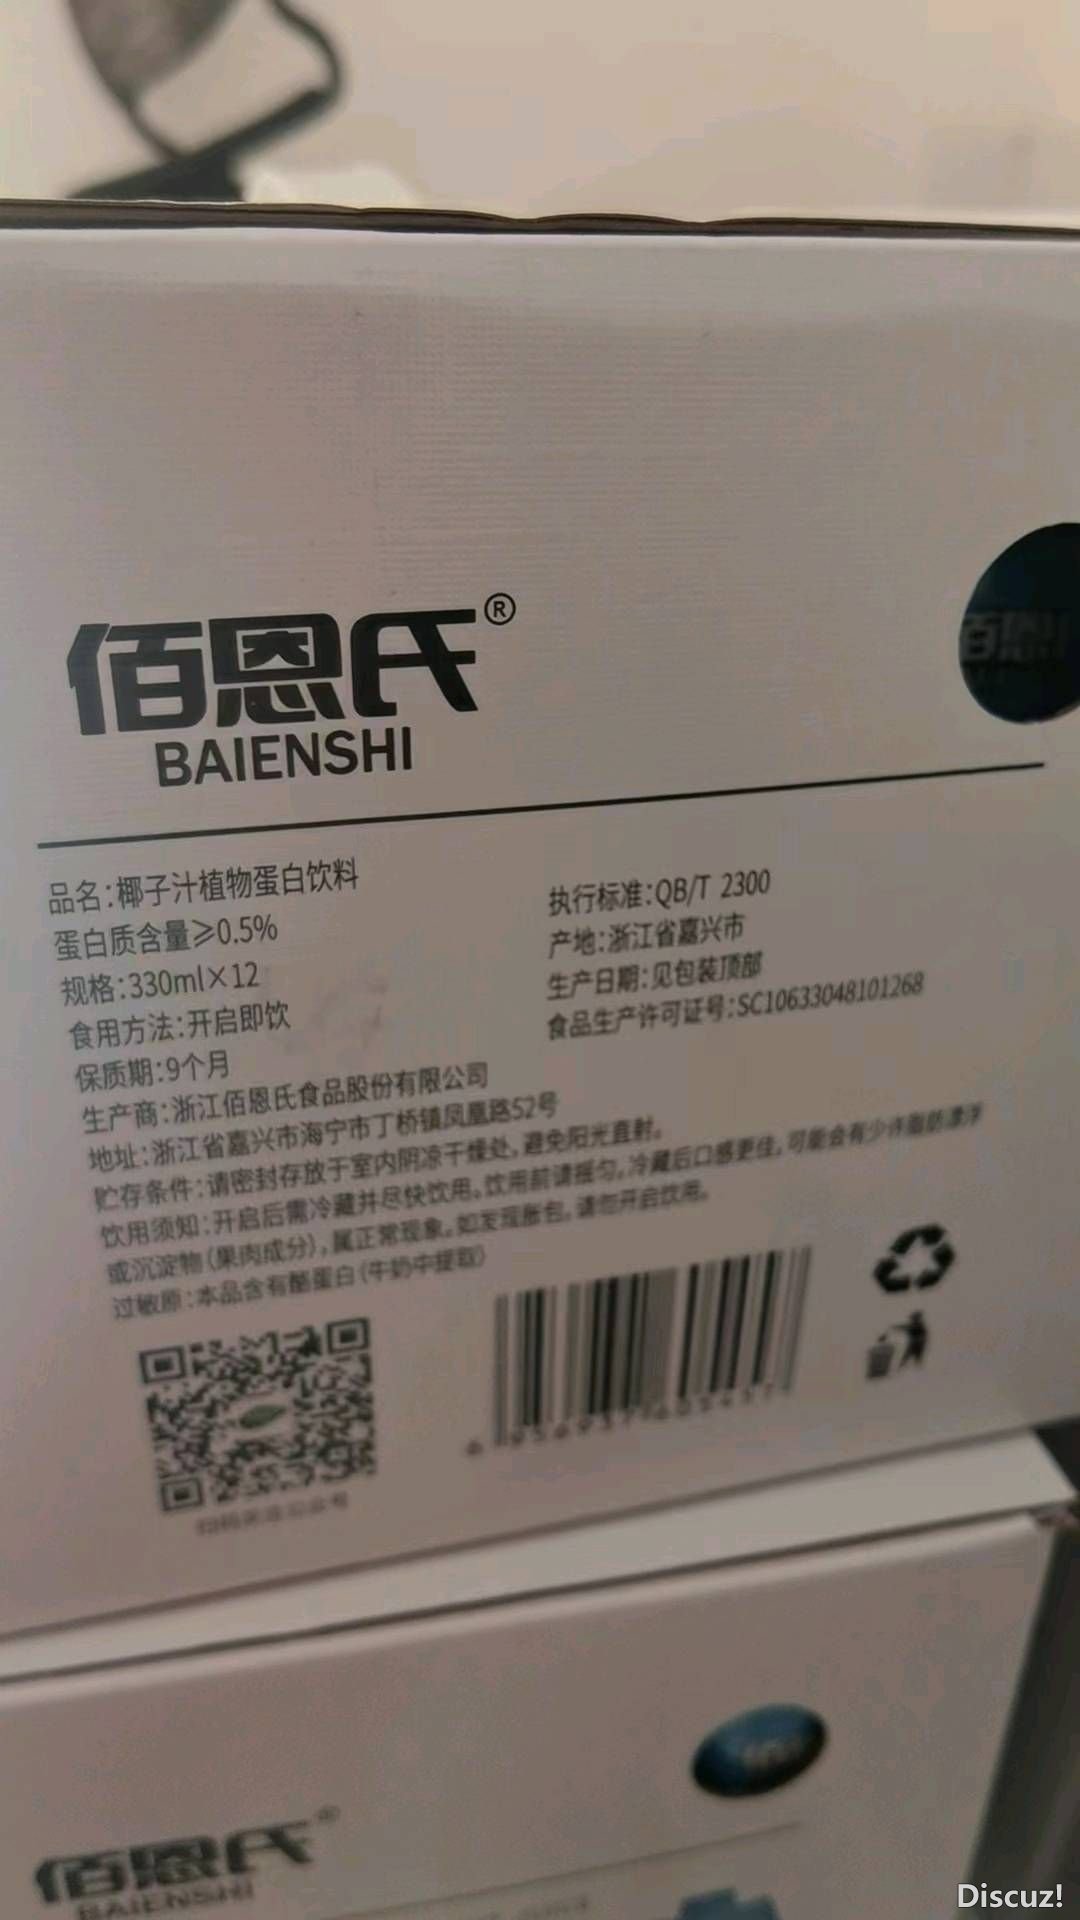 佰恩氏®
BAIENSHI
品名:椰子汁植物蛋白饮料
蛋白质含量≥0.5%
规格:330ml×12
食用方法:开启即饮
保质期:9个月
执行标准:QB/T 2300
产地:浙江省嘉兴市
生产日期:见包装顶部
食品生产许可证号:SC10633048101268
生产商:浙江佰恩氏食品股份有限公司
地址:浙江省嘉兴市海宁市丁桥镇凤凰路52号
贮存条件:请密封存放于室内阴凉干燥处,避免阳光直射。
饮用须知:开启后需冷藏并尽快饮用。饮用前请摇匀,冷藏后口感更佳,可能会有少许脂肪漂浮
或沉淀物(果肉成分),属正常现象。如发现胀包,请勿开启饮用。
过敏原:本品含有酪蛋白(牛奶中提取)
佰恩氏
BAIENSHI
Discuz!